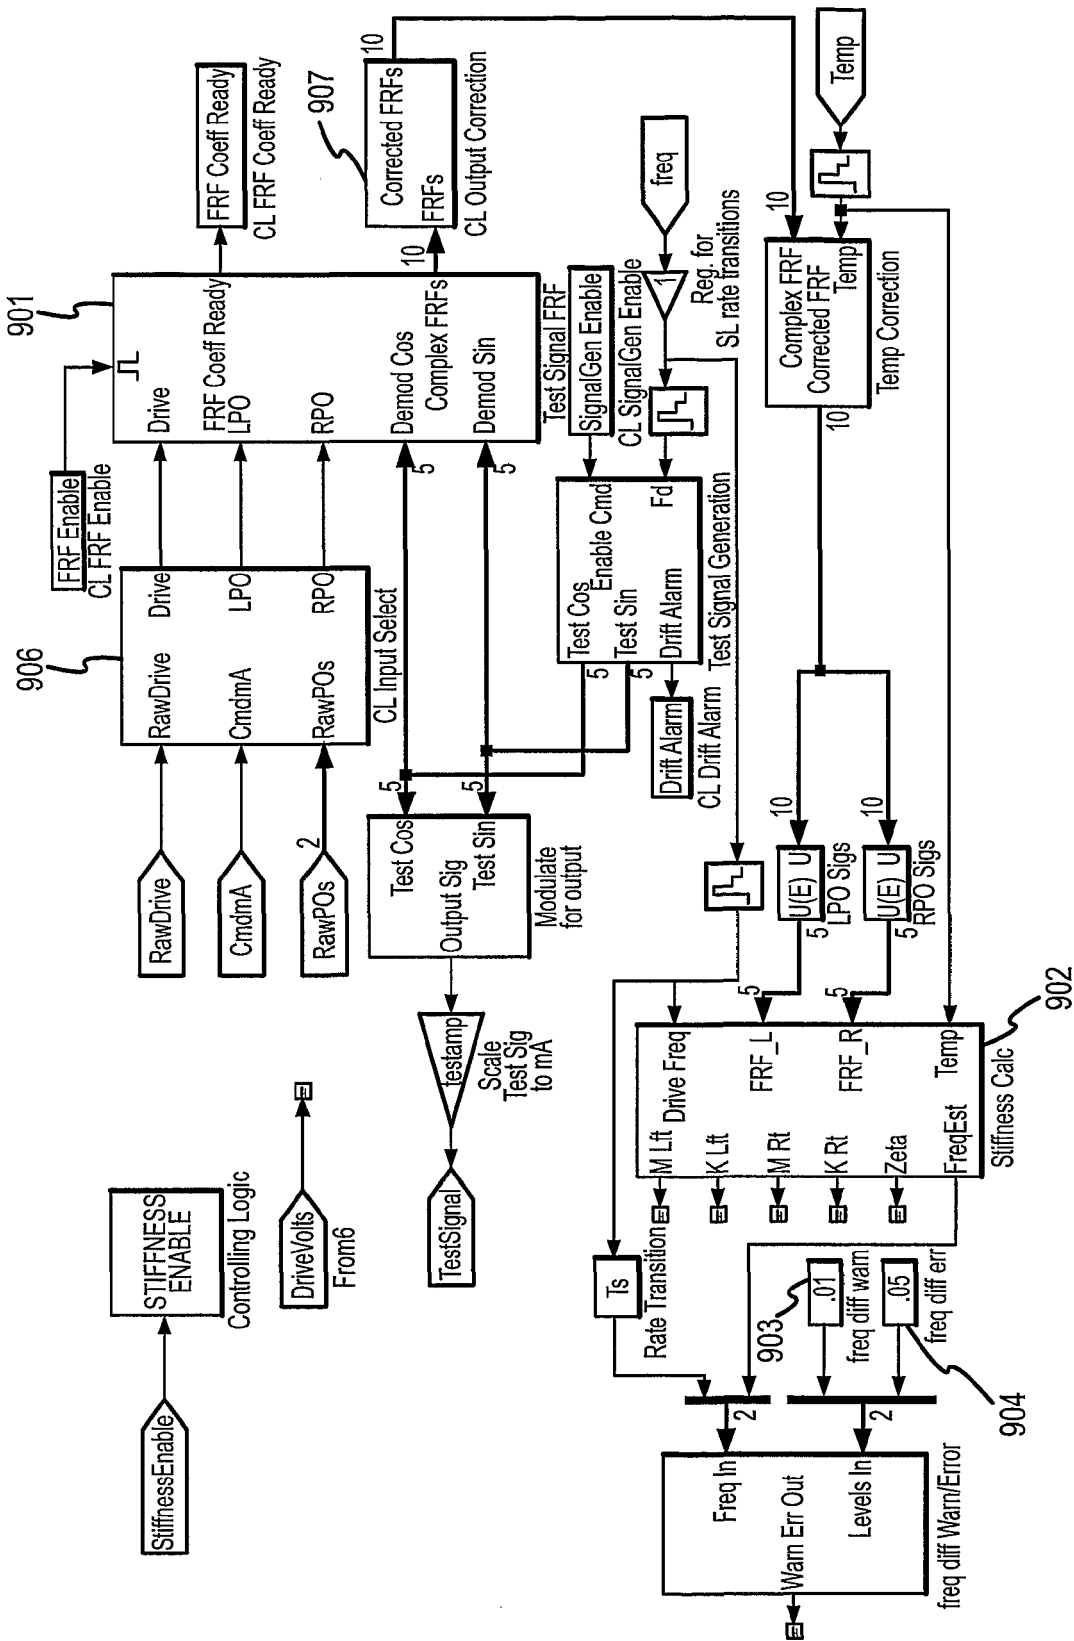 StiffnessEnable
STIFFNESS
ENABLE
Controlling Logic
DriveVolts
From6
RawDrive
CmdmA
RawPOs
2
906
RawDrive
CmdmA
RawPOs
Drive
LPO
RPO
CL Input Select
FRF Enable
CL FRF Enable
901
Drive
FRF Coeff Ready
LPO
RPO
Demod Cos
Complex FRFs
Demod Sin
5
5
Test Signal FRF
FRF Coeff Ready
CL FRF Coeff Ready
907
Corrected FRFs
FRFs
10
10
CL Output Correction
TestSignal
testamp
Scale
Test Sig
to mA
Test Cos
Output Sig
Test Sin
5
5
Modulate
for output
SignalGen Enable
CL SignalGen Enable
Test Cos
Enable Cmd
Test Sin
Fd
Drift Alarm
5
5
Test Signal Generation
Drift Alarm
CL Drift Alarm
freq
1
Reg. for
SL rate transitions
Temp
10
Complex FRF
Corrected FRF
Temp
10
Temp Correction
10
10
U(E) U
LPO Sigs
U(E) U
RPO Sigs
5
5
5
5
Drive Freq
M Lft
FRF_L
K Lft
M Rt
FRF_R
K Rt
Zeta
Temp
FreqEst
Stiffness Calc
902
Ts
Rate Transition
903
.01
freq diff warn
.05
freq diff err
904
2
2
Freq In
Warn Err Out
Levels In
freq diff Warn/Error